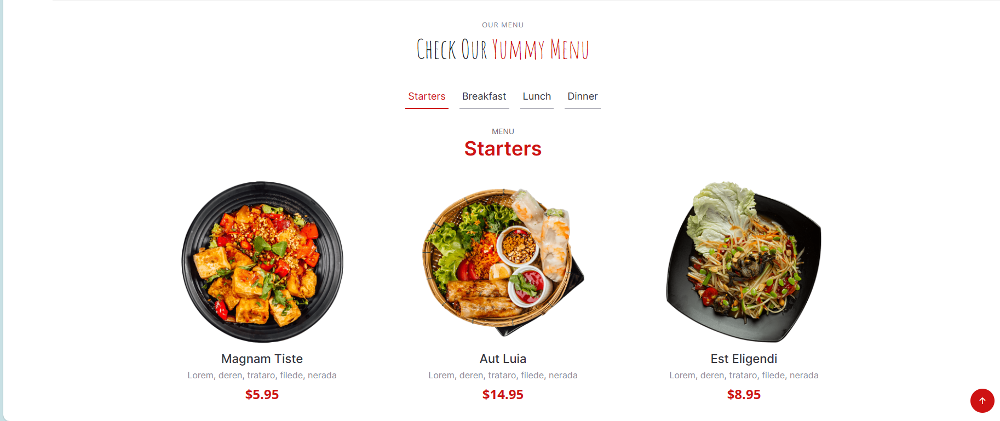 OUR MENU
Check Our Yummy Menu
Starters Breakfast Lunch Dinner
MENU
Starters
Magnam Tiste
Lorem, deren, trataro, filede, nerada
$5.95
Aut Luia
Lorem, deren, trataro, filede, nerada
$14.95
Est Eligendi
Lorem, deren, trataro, filede, nerada
$8.95